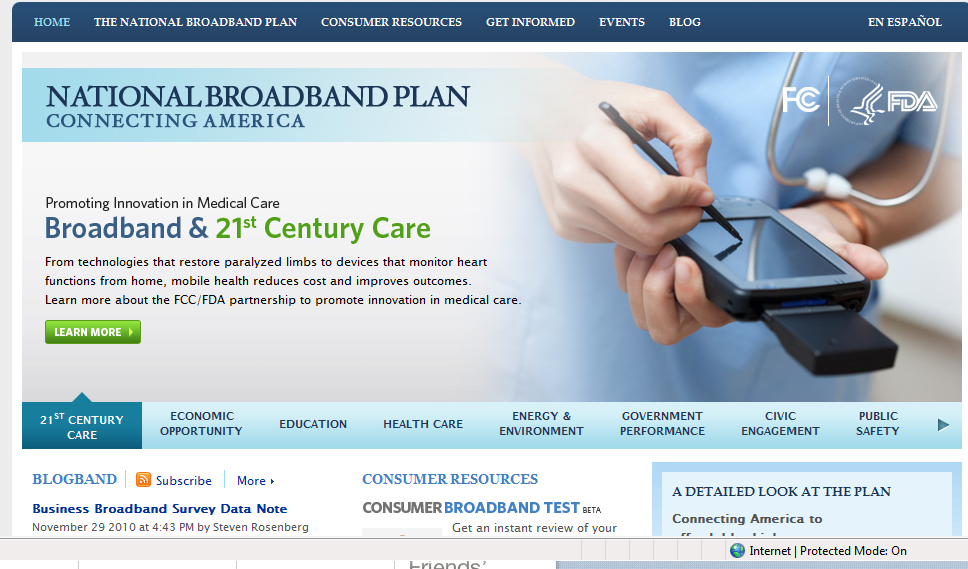 HOME THE NATIONAL BROADBAND PLAN CONSUMER RESOURCES GET INFORMED EVENTS BLOG EN ESPAÑOL
NATIONAL BROADBAND PLAN
CONNECTING AMERICA
FCC FDA
Promoting Innovation in Medical Care
Broadband & 21st Century Care
From technologies that restore paralyzed limbs to devices that monitor heart
functions from home, mobile health reduces cost and improves outcomes.
Learn more about the FCC/FDA partnership to promote innovation in medical care.
LEARN MORE
21ST CENTURY
CARE
ECONOMIC
OPPORTUNITY
EDUCATION
HEALTH CARE
ENERGY &
ENVIRONMENT
GOVERNMENT
PERFORMANCE
CIVIC
ENGAGEMENT
PUBLIC
SAFETY
BLOGBAND Subscribe More
Business Broadband Survey Data Note
November 29 2010 at 4:43 PM by Steven Rosenberg
CONSUMER RESOURCES
CONSUMER BROADBAND TEST BETA
Get an instant review of your
A DETAILED LOOK AT THE PLAN
Connecting America to
Internet | Protected Mode: On
Friends'